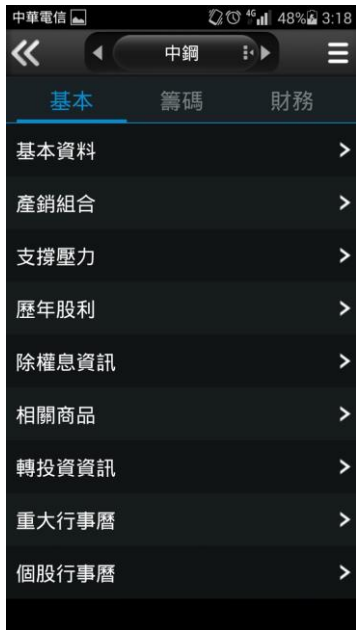 中華電信 4G 48% 3:18
中鋼
基本 籌碼 財務
基本資料
產銷組合
支撐壓力
歷年股利
除權息資訊
相關商品
轉投資資訊
重大行事曆
個股行事曆